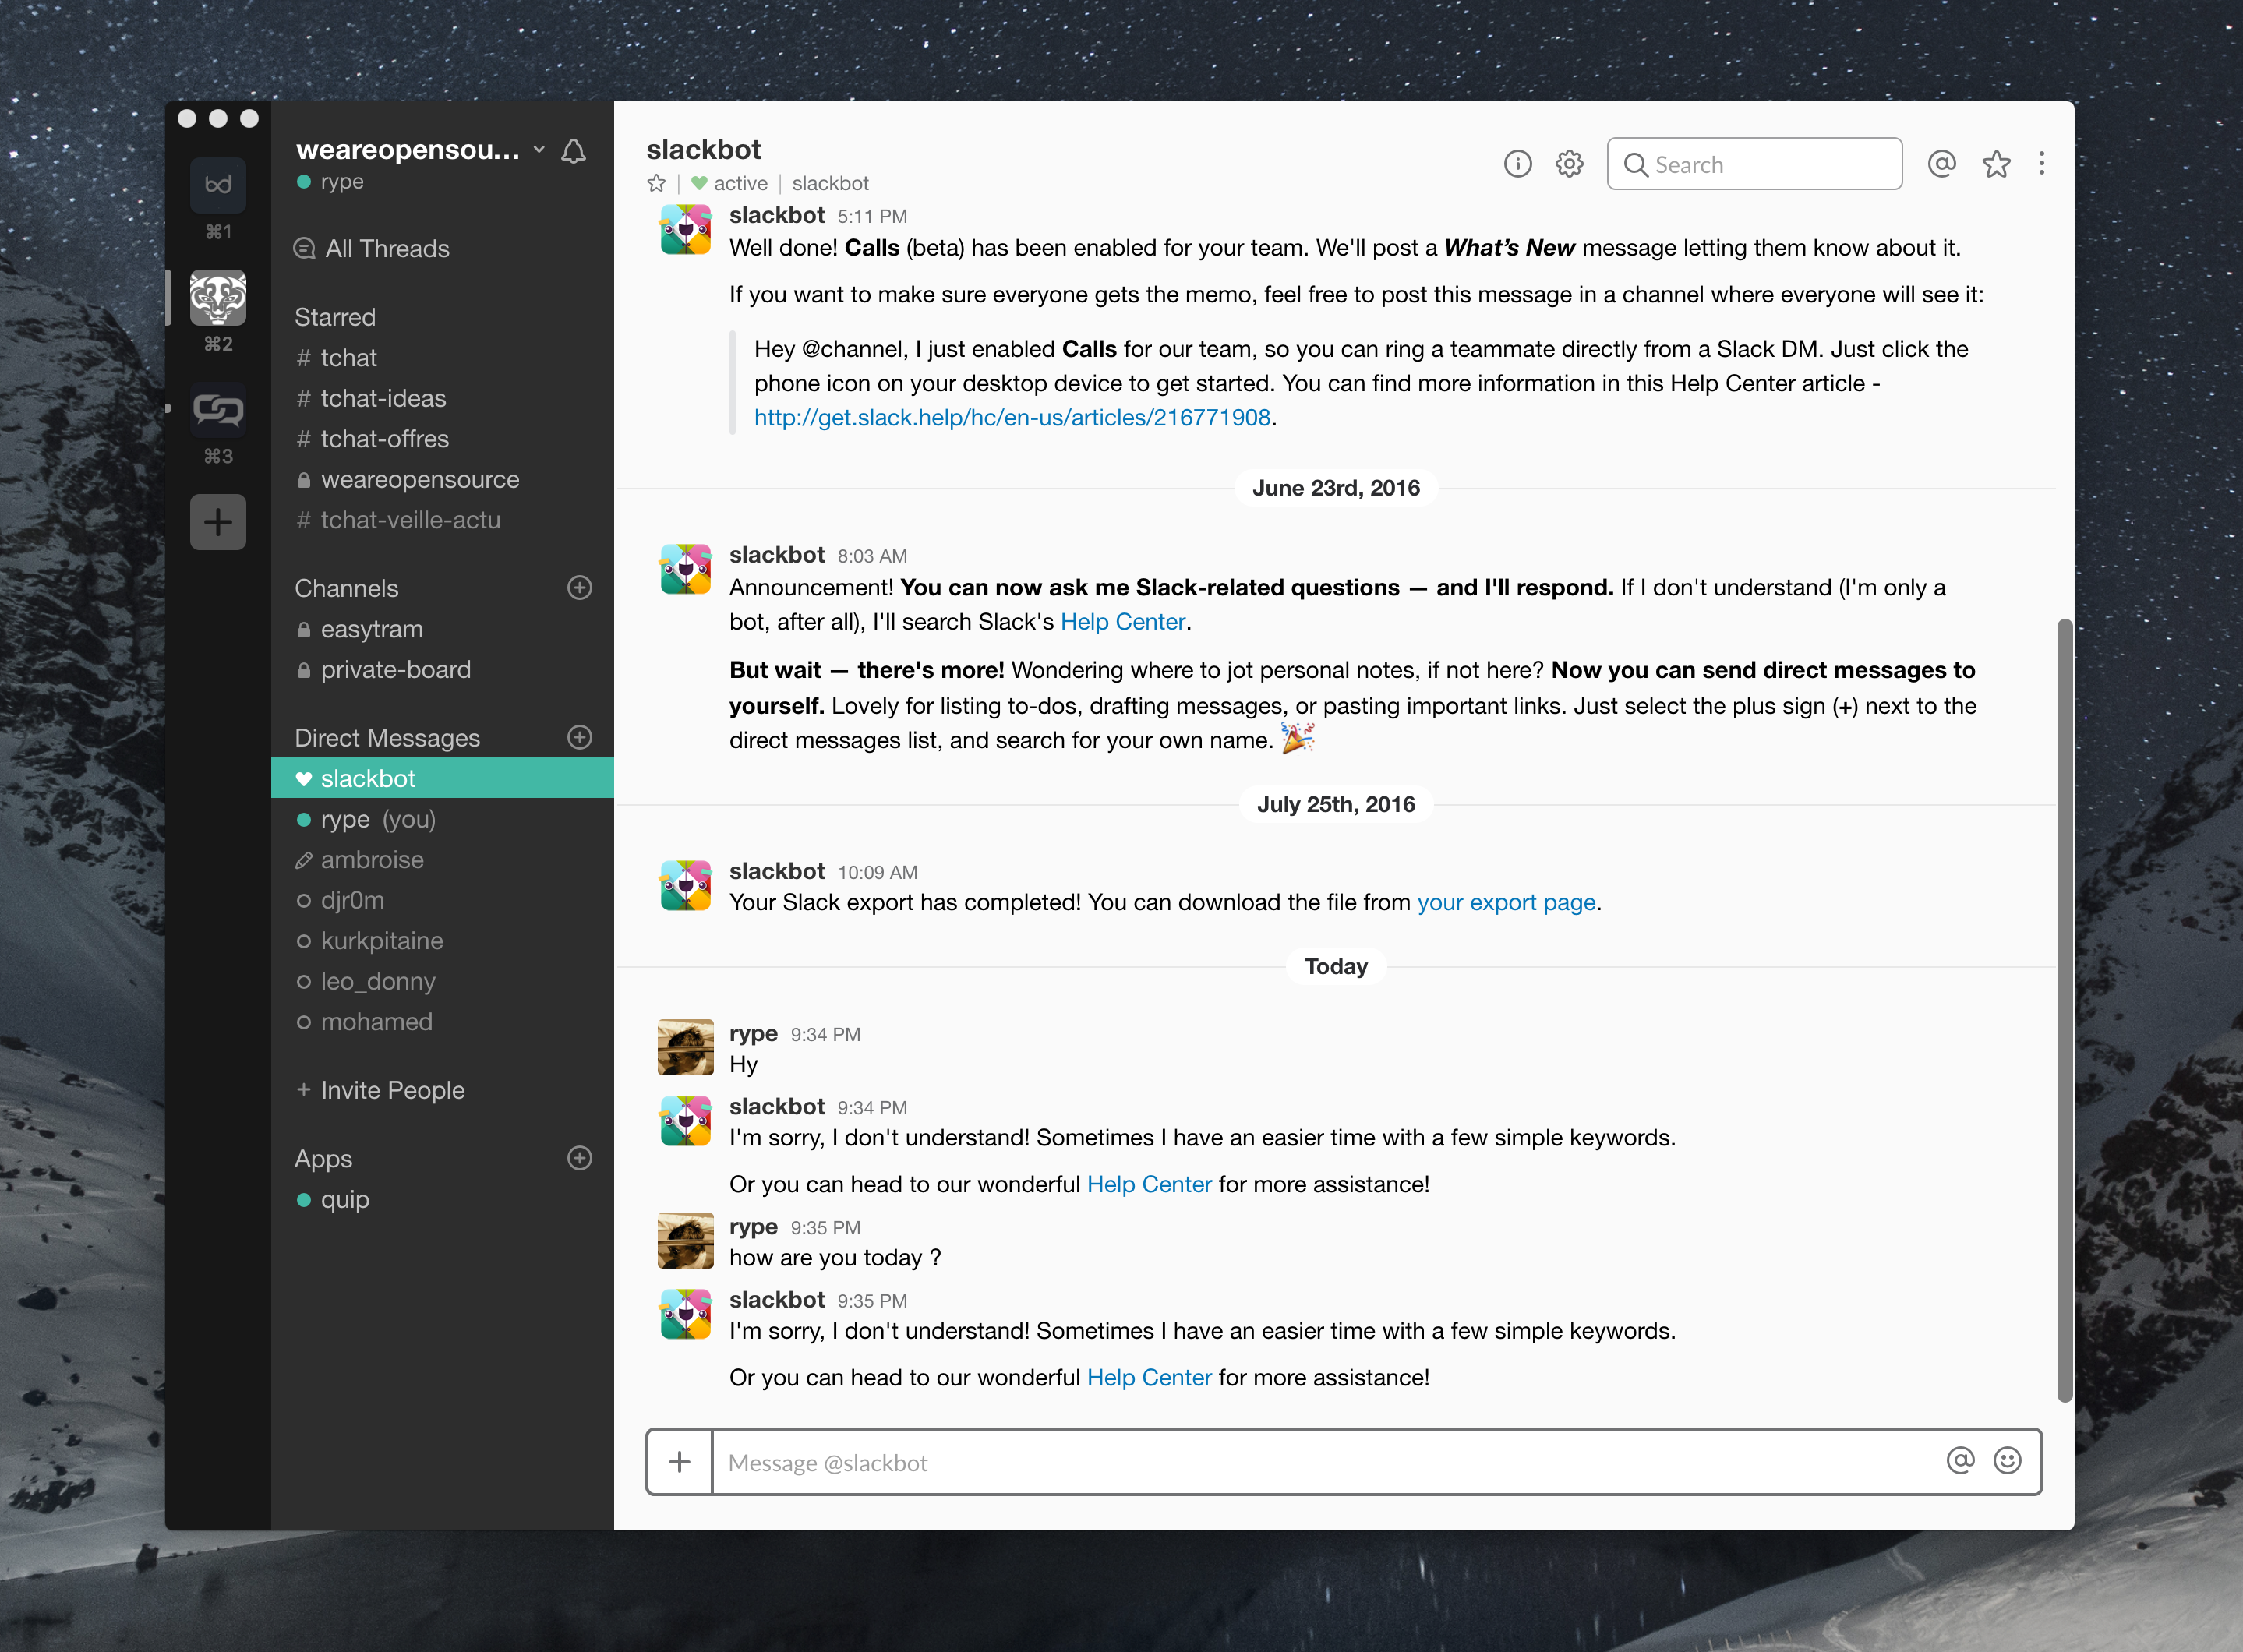 ⌘1
⌘2
⌘3
weareopensou...
rype
All Threads
Starred
# tchat
# tchat-ideas
# tchat-offres
weareopensource
# tchat-veille-actu
Channels
easytram
private-board
Direct Messages
slackbot
rype (you)
ambroise
djr0m
kurkpitaine
leo_donny
mohamed
+ Invite People
Apps
quip
slackbot
active | slackbot
Search
slackbot 5:11 PM
Well done! Calls (beta) has been enabled for your team. We'll post a What's New message letting them know about it.
If you want to make sure everyone gets the memo, feel free to post this message in a channel where everyone will see it:
Hey @channel, I just enabled Calls for our team, so you can ring a teammate directly from a Slack DM. Just click the
phone icon on your desktop device to get started. You can find more information in this Help Center article -
http://get.slack.help/hc/en-us/articles/216771908.
June 23rd, 2016
slackbot 8:03 AM
Announcement! You can now ask me Slack-related questions — and I'll respond. If I don't understand (I'm only a
bot, after all), I'll search Slack's Help Center.
But wait — there's more! Wondering where to jot personal notes, if not here? Now you can send direct messages to
yourself. Lovely for listing to-dos, drafting messages, or pasting important links. Just select the plus sign (+) next to the
direct messages list, and search for your own name.
July 25th, 2016
slackbot 10:09 AM
Your Slack export has completed! You can download the file from your export page.
Today
rype 9:34 PM
Hy
slackbot 9:34 PM
I'm sorry, I don't understand! Sometimes I have an easier time with a few simple keywords.
Or you can head to our wonderful Help Center for more assistance!
rype 9:35 PM
how are you today ?
slackbot 9:35 PM
I'm sorry, I don't understand! Sometimes I have an easier time with a few simple keywords.
Or you can head to our wonderful Help Center for more assistance!
Message @slackbot